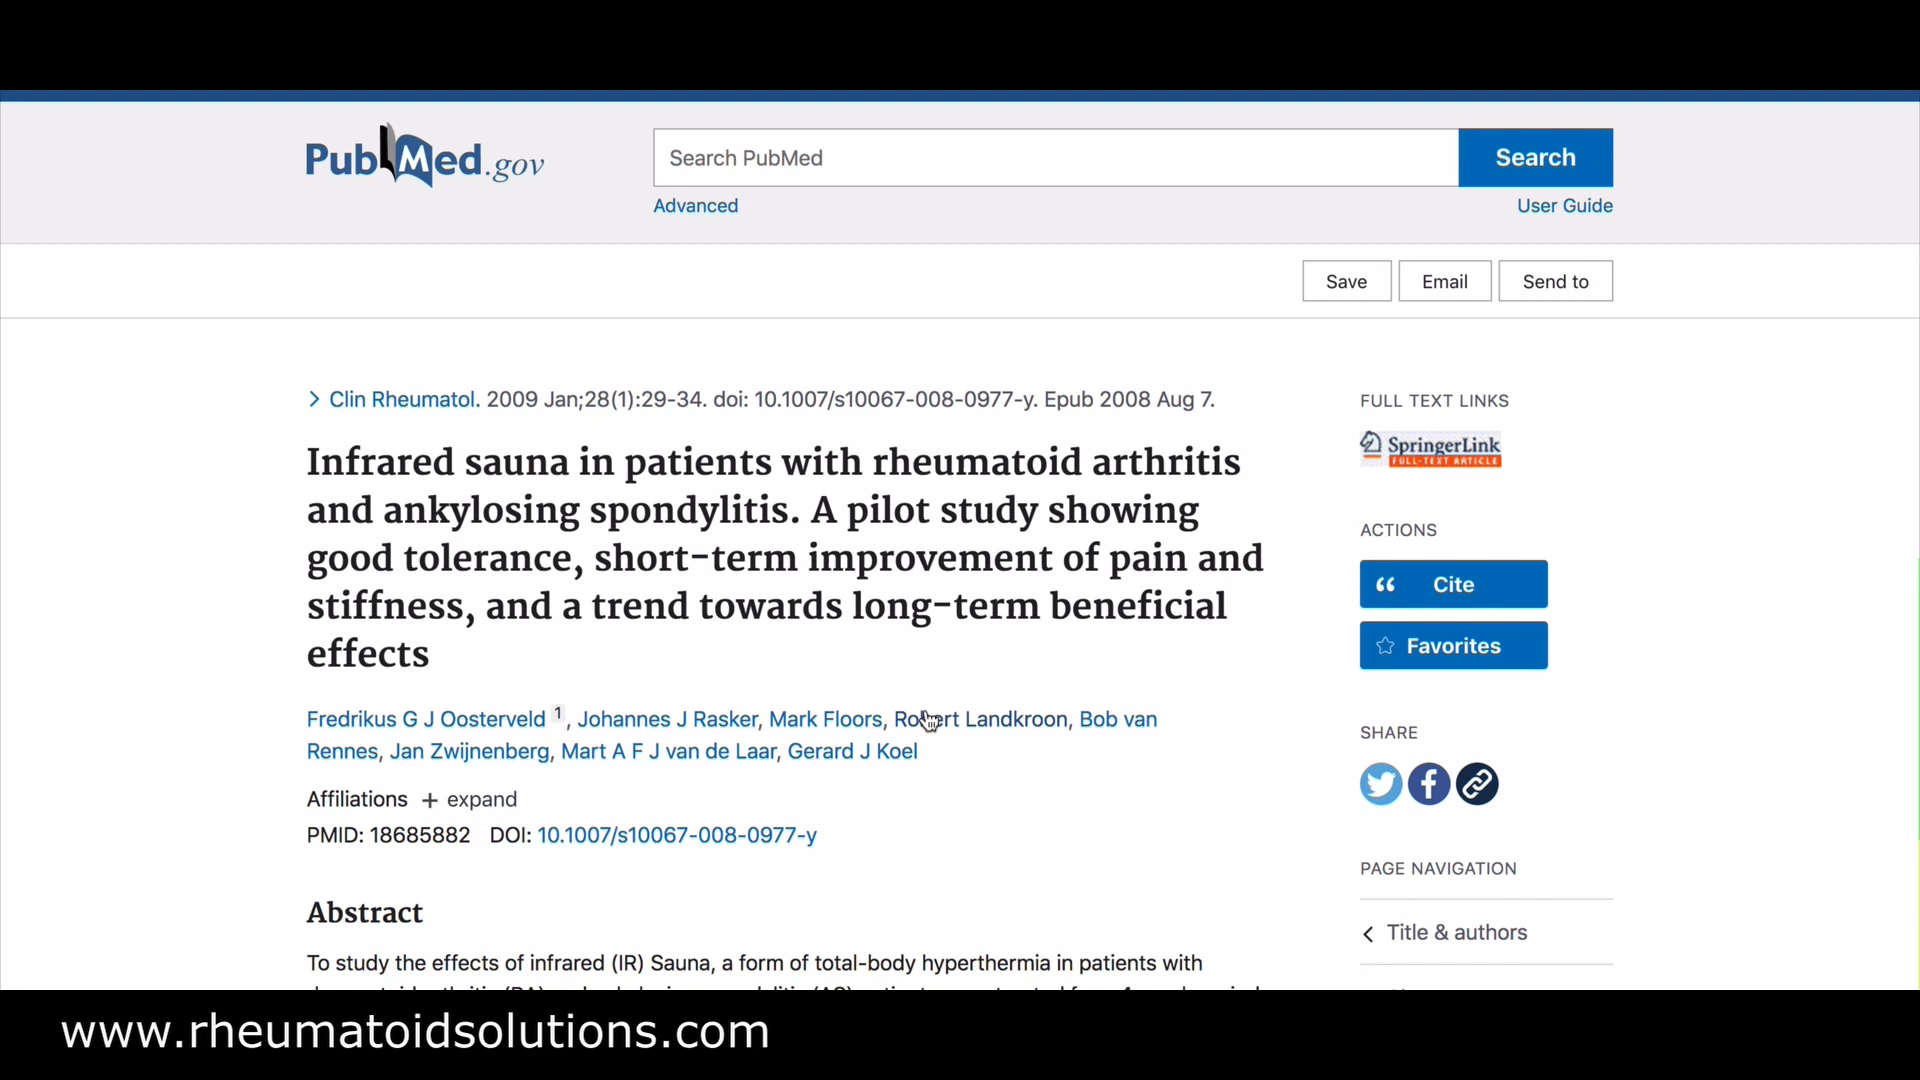 PubMed.gov
Search PubMed
Search
Advanced
User Guide
Save
Email
Send to
Clin Rheumatol. 2009 Jan;28(1):29-34. doi: 10.1007/s10067-008-0977-y. Epub 2008 Aug 7.
Infrared sauna in patients with rheumatoid arthritis
and ankylosing spondylitis. A pilot study showing
good tolerance, short-term improvement of pain and
stiffness, and a trend towards long-term beneficial
effects
Fredrikus G J Oosterveld 1, Johannes J Rasker, Mark Floors, Robert Landkroon, Bob van
Rennes, Jan Zwijnenberg, Mart A F J van de Laar, Gerard J Koel
Affiliations + expand
PMID: 18685882 DOI: 10.1007/s10067-008-0977-y
Abstract
To study the effects of infrared (IR) Sauna, a form of total-body hyperthermia in patients with
FULL TEXT LINKS
SpringerLink
FULL-TEXT ARTICLE
ACTIONS
Cite
Favorites
SHARE
PAGE NAVIGATION
Title & authors
www.rheumatoidsolutions.com